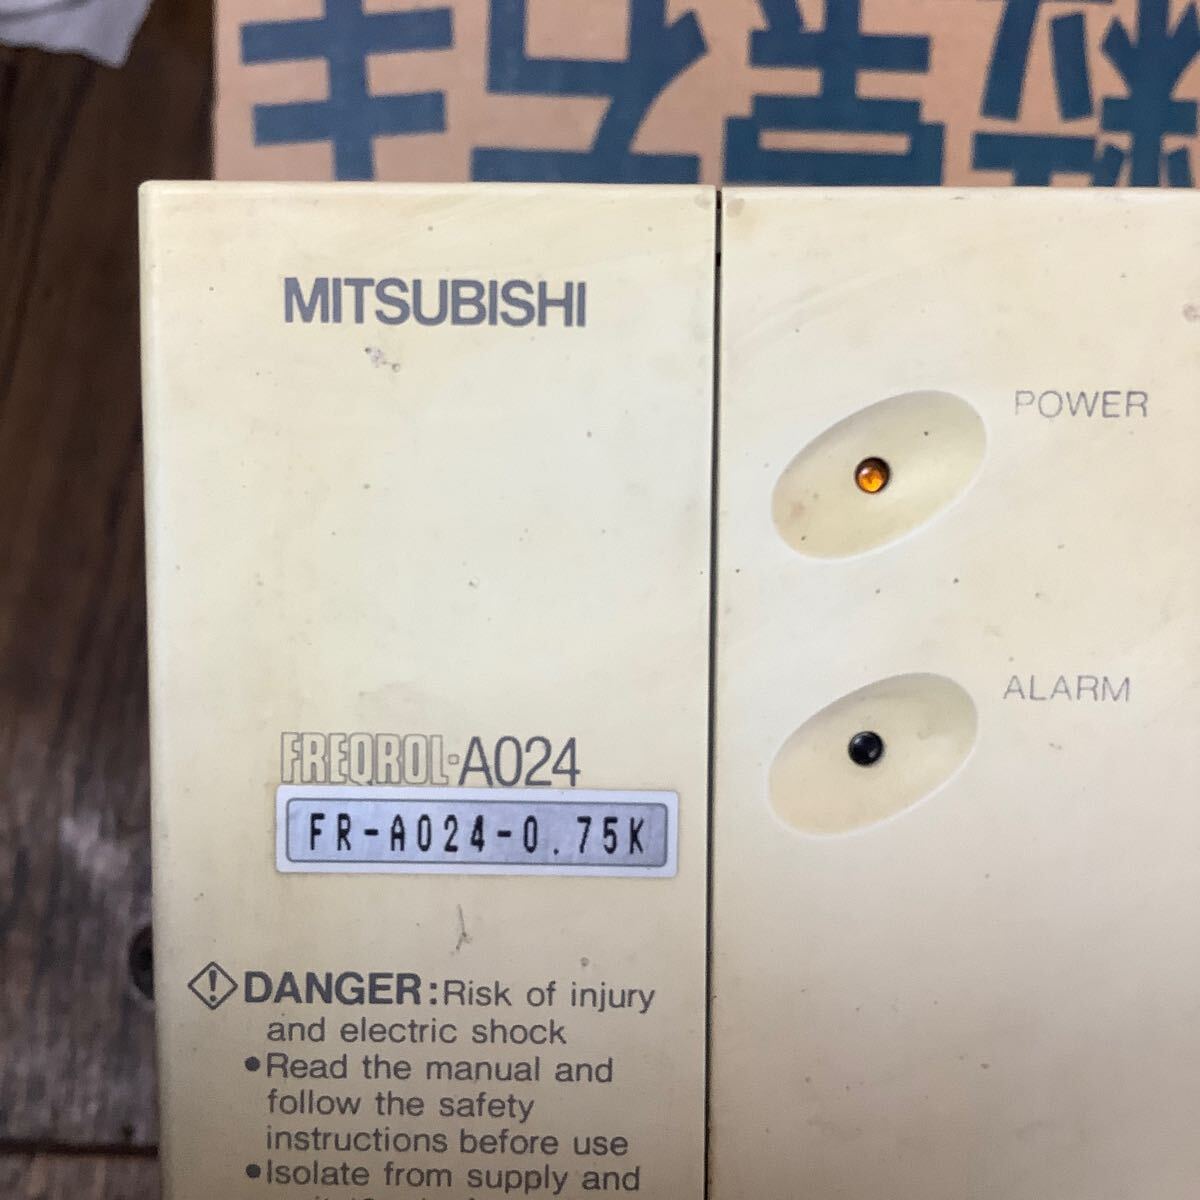 MITSUBISHI
POWER
ALARM
FREQROL-A024
FR-A024-0.75K
DANGER:Risk of injury
and electric shock
•Read the manual and
follow the safety
instructions before use
•Isolate from supply and